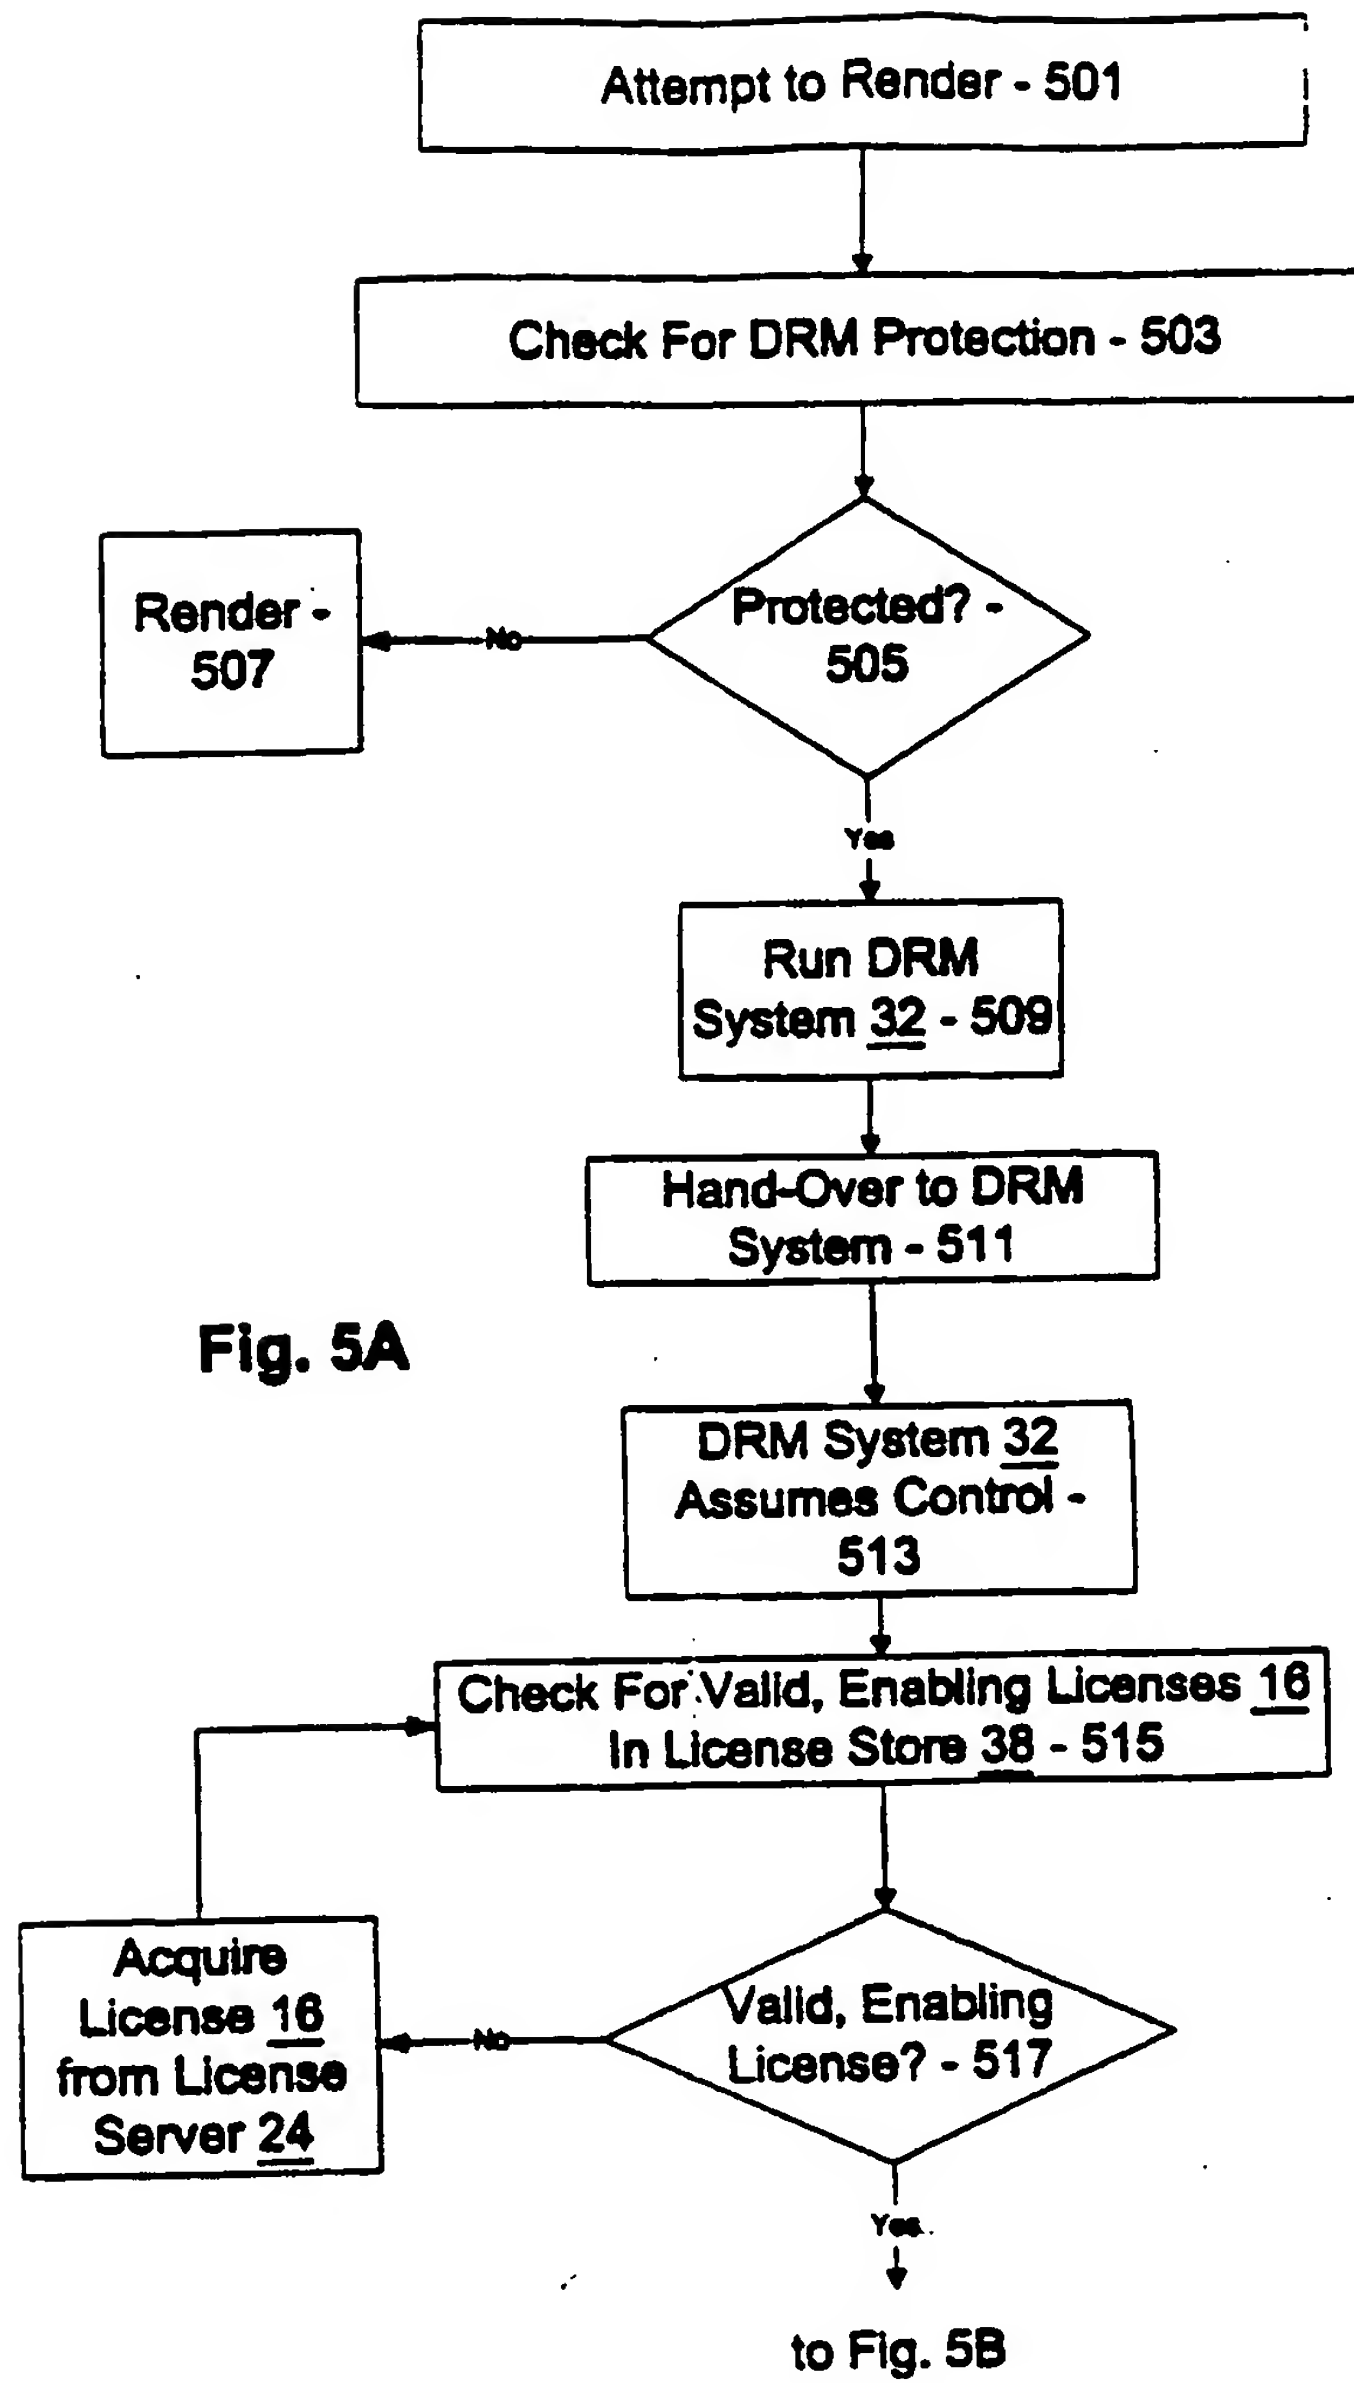 Attempt to Render - 501
Check For DRM Protection - 503
Protected? -
505
No
Render -
507
Yes
Run DRM
System 32 - 509
Hand-Over to DRM
System - 511
Fig. 5A
DRM System 32
Assumes Control -
513
Check For Valid, Enabling Licenses 16
In License Store 38 - 515
Valid, Enabling
License? - 517
No
Acquire
License 16
from License
Server 24
Yes
to Fig. 5B